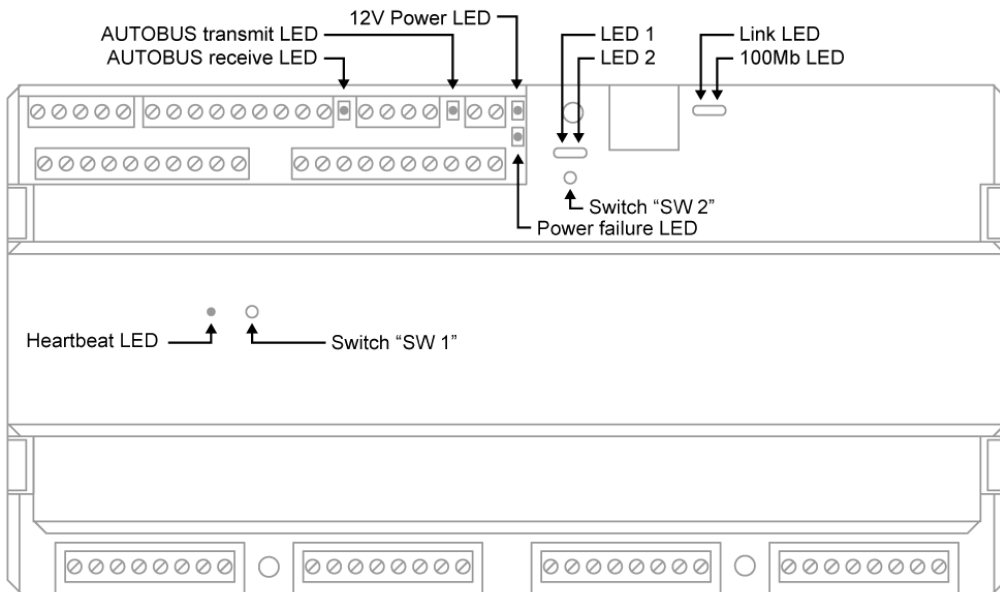 12V Power LED
AUTOBUS transmit LED
AUTOBUS receive LED
LED 1
LED 2
Link LED
100Mb LED
Switch “SW 2”
Power failure LED
Heartbeat LED
Switch “SW 1”